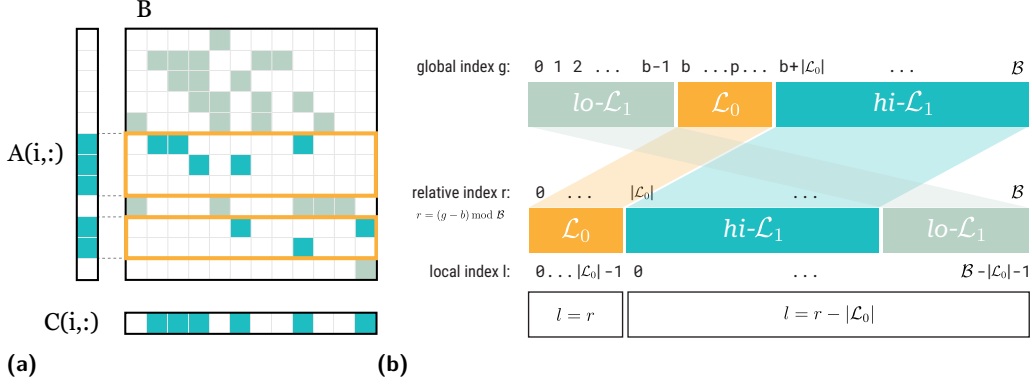 B
A(i,:)
C(i,:)
(a)
global index g: 0 1 2 ... b-1 b ...p... b+|ℒ₀| ... ℬ
lo-ℒ₁ ℒ₀ hi-ℒ₁
relative index r: 0 ... |ℒ₀| ... ℬ
r = (g − b) mod ℬ
ℒ₀ hi-ℒ₁ lo-ℒ₁
local index l: 0...|ℒ₀|-1 0 ... ℬ-|ℒ₀|-1
l = r l = r − |ℒ₀|
(b)